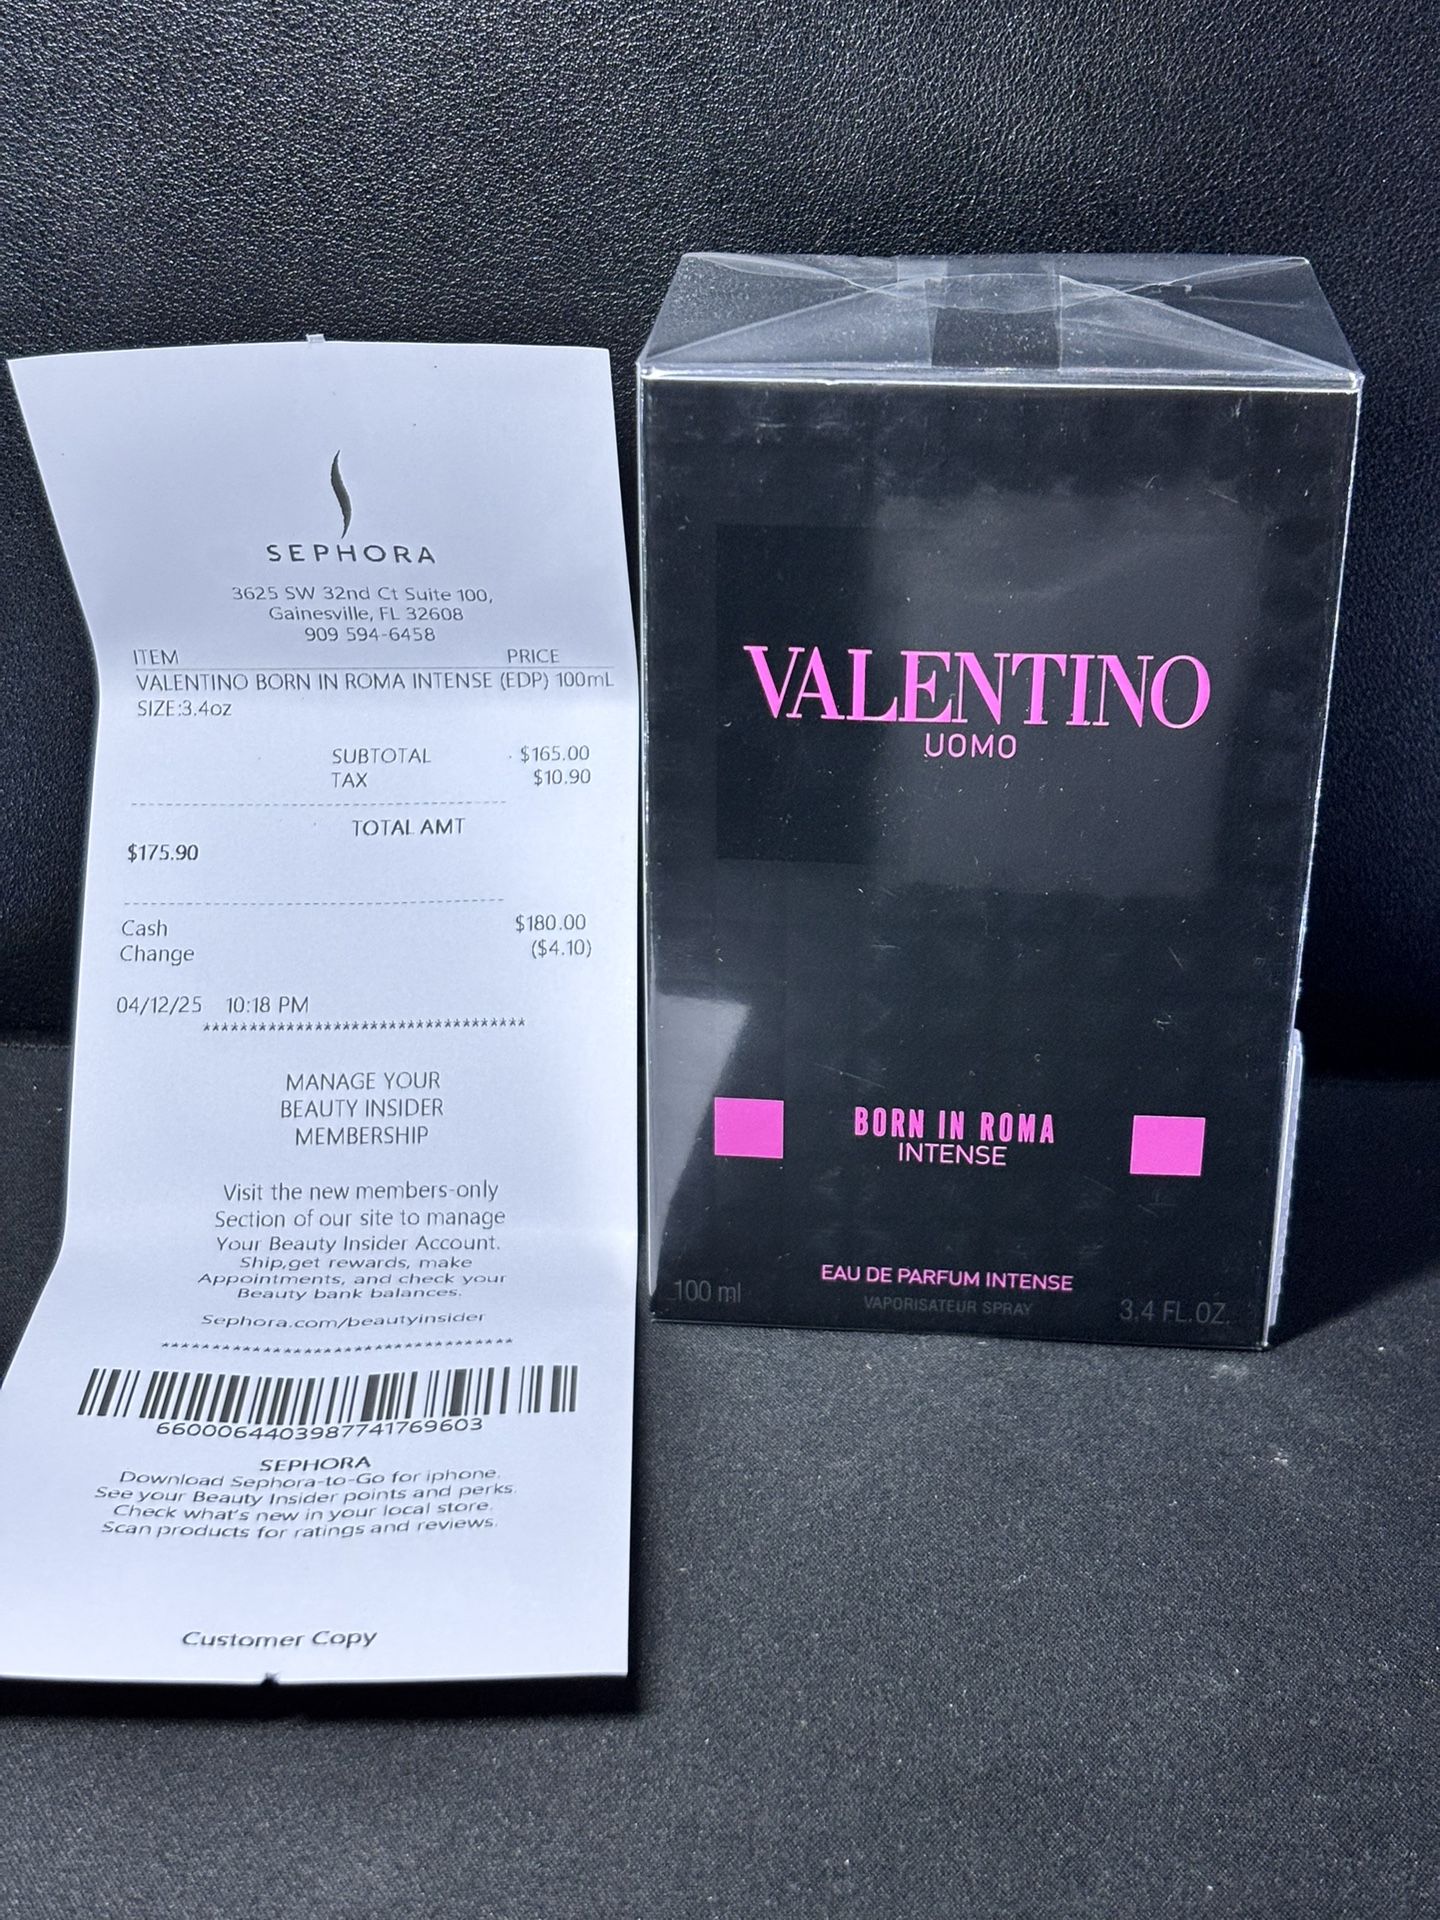 SEPHORA
3625 SW 32nd Ct Suite 100,
Gainesville, FL 32608
909 594-6458
ITEM PRICE
VALENTINO BORN IN ROMA INTENSE (EDP) 100mL
SIZE:3.4oz
SUBTOTAL $165.00
TAX $10.90
TOTAL AMT
$175.90
Cash $180.00
Change ($4.10)
04/12/25 10:18 PM
***********************************
MANAGE YOUR
BEAUTY INSIDER
MEMBERSHIP
Visit the new members-only
Section of our site to manage
Your Beauty Insider Account.
Ship,get rewards, make
Appointments, and check your
Beauty bank balances.
Sephora.com/beautyinsider
***********************************
6600064403987741769603
SEPHORA
Download Sephora-to-Go for iphone.
See your Beauty Insider points and perks.
Check what's new in your local store.
Scan products for ratings and reviews.
Customer Copy
VALENTINO
UOMO
BORN IN ROMA
INTENSE
EAU DE PARFUM INTENSE
100 ml VAPORISATEUR SPRAY 3.4 FL.OZ.